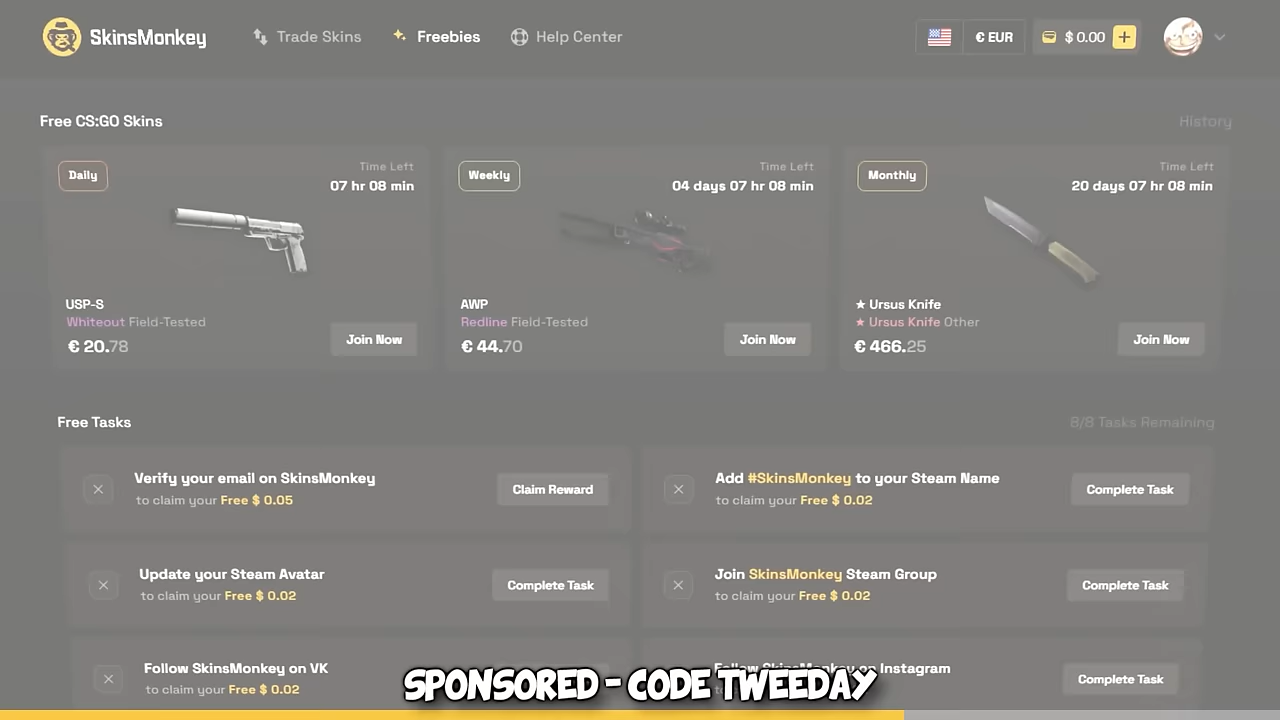 SkinsMonkey Trade Skins Freebies Help Center € EUR $ 0.00 +
Free CS:GO Skins History
Daily Time Left 07 hr 08 min
USP-S
Whiteout Field-Tested
€ 20.78 Join Now
Weekly Time Left 04 days 07 hr 08 min
AWP
Redline Field-Tested
€ 44.70 Join Now
Monthly Time Left 20 days 07 hr 08 min
★ Ursus Knife
★ Ursus Knife Other
€ 466.25 Join Now
Free Tasks 8/8 Tasks Remaining
Verify your email on SkinsMonkey
to claim your Free $ 0.05 Claim Reward
Add #SkinsMonkey to your Steam Name
to claim your Free $ 0.02 Complete Task
Update your Steam Avatar
to claim your Free $ 0.02 Complete Task
Join SkinsMonkey Steam Group
to claim your Free $ 0.02 Complete Task
Follow SkinsMonkey on VK
to claim your Free $ 0.02
Follow SkinsMonkey on Instagram
Complete Task
SPONSORED - CODE TWEEDAY